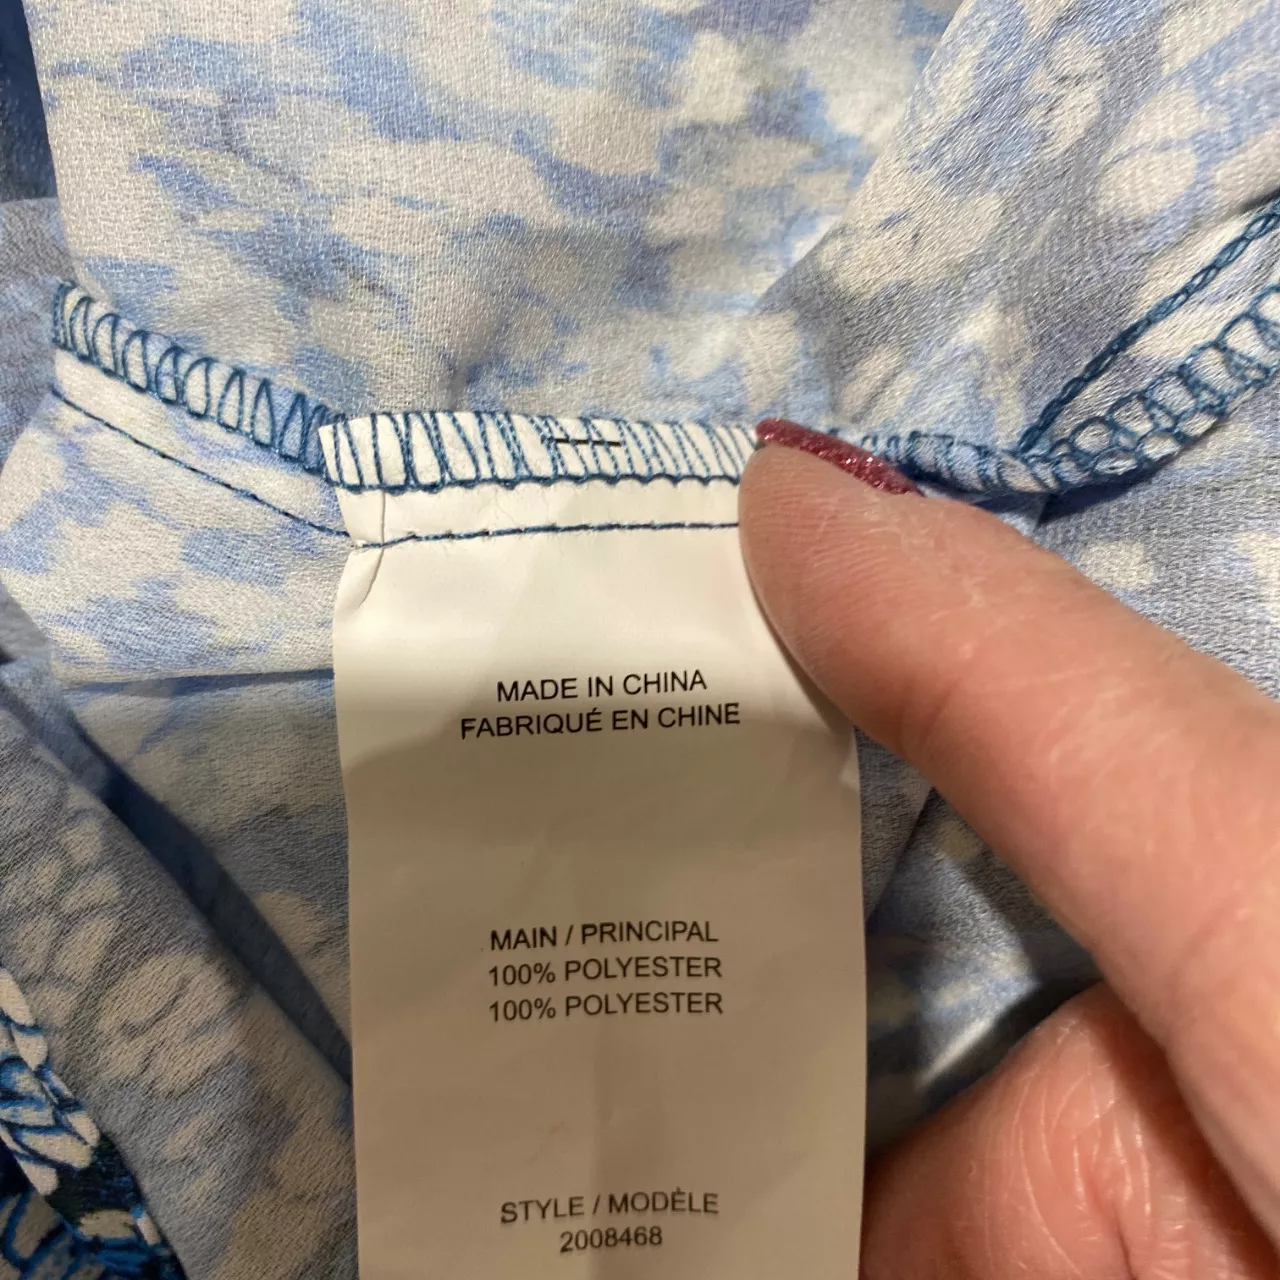 MADE IN CHINA
FABRIQUÉ EN CHINE
MAIN / PRINCIPAL
100% POLYESTER
100% POLYESTER
STYLE / MODÈLE
2008468